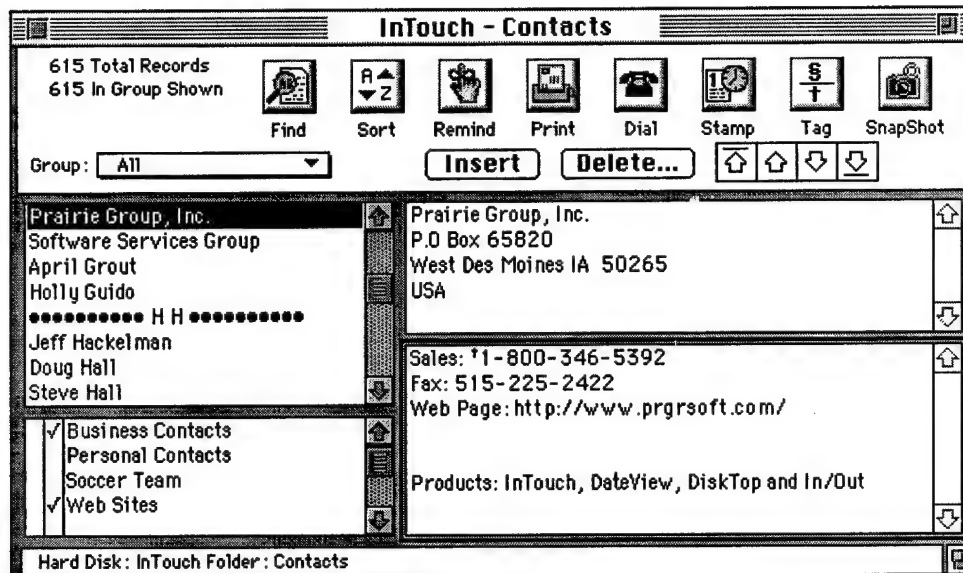 InTouch - Contacts
615 Total Records
615 In Group Shown
Find
Sort
Remind
Print
Dial
Stamp
Tag
SnapShot
A
Z
1
§
†
Group: All
Insert
Delete...
Prairie Group, Inc.
Software Services Group
April Grout
Holly Guido
●●●●●●●●●● H H ●●●●●●●●●●
Jeff Hackelman
Doug Hall
Steve Hall
√ Business Contacts
Personal Contacts
Soccer Team
√ Web Sites
Prairie Group, Inc.
P.O Box 65820
West Des Moines IA 50265
USA
Sales: †1-800-346-5392
Fax: 515-225-2422
Web Page: http://www.prgrsoft.com/
Products: InTouch, DateView, DiskTop and In/Out
Hard Disk: InTouch Folder: Contacts